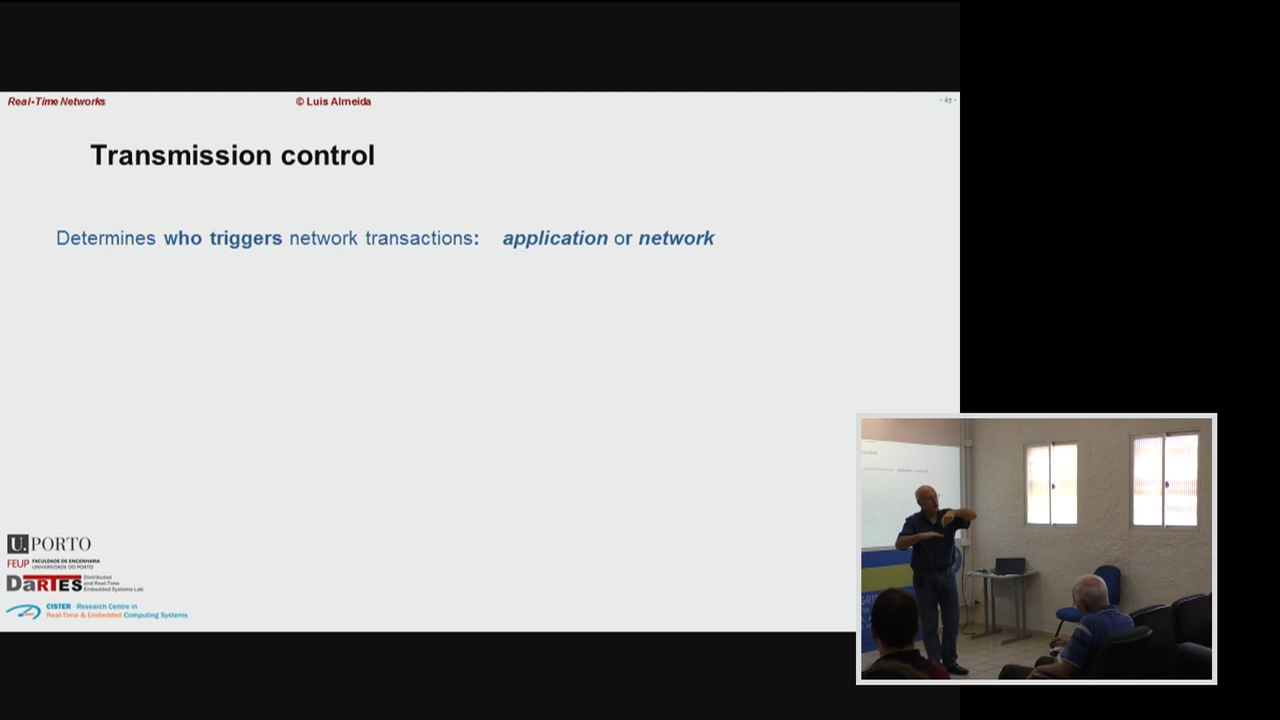 Real-Time Networks
© Luis Almeida
- 65 -
Transmission control
Determines who triggers network transactions: application or network
U. PORTO
FEUP FACULDADE DE ENGENHARIA
UNIVERSIDADE DO PORTO
DaRTES Distributed
and Real-Time
Embedded Systems Lab
CISTER - Research Centre in
Real-Time & Embedded Computing Systems